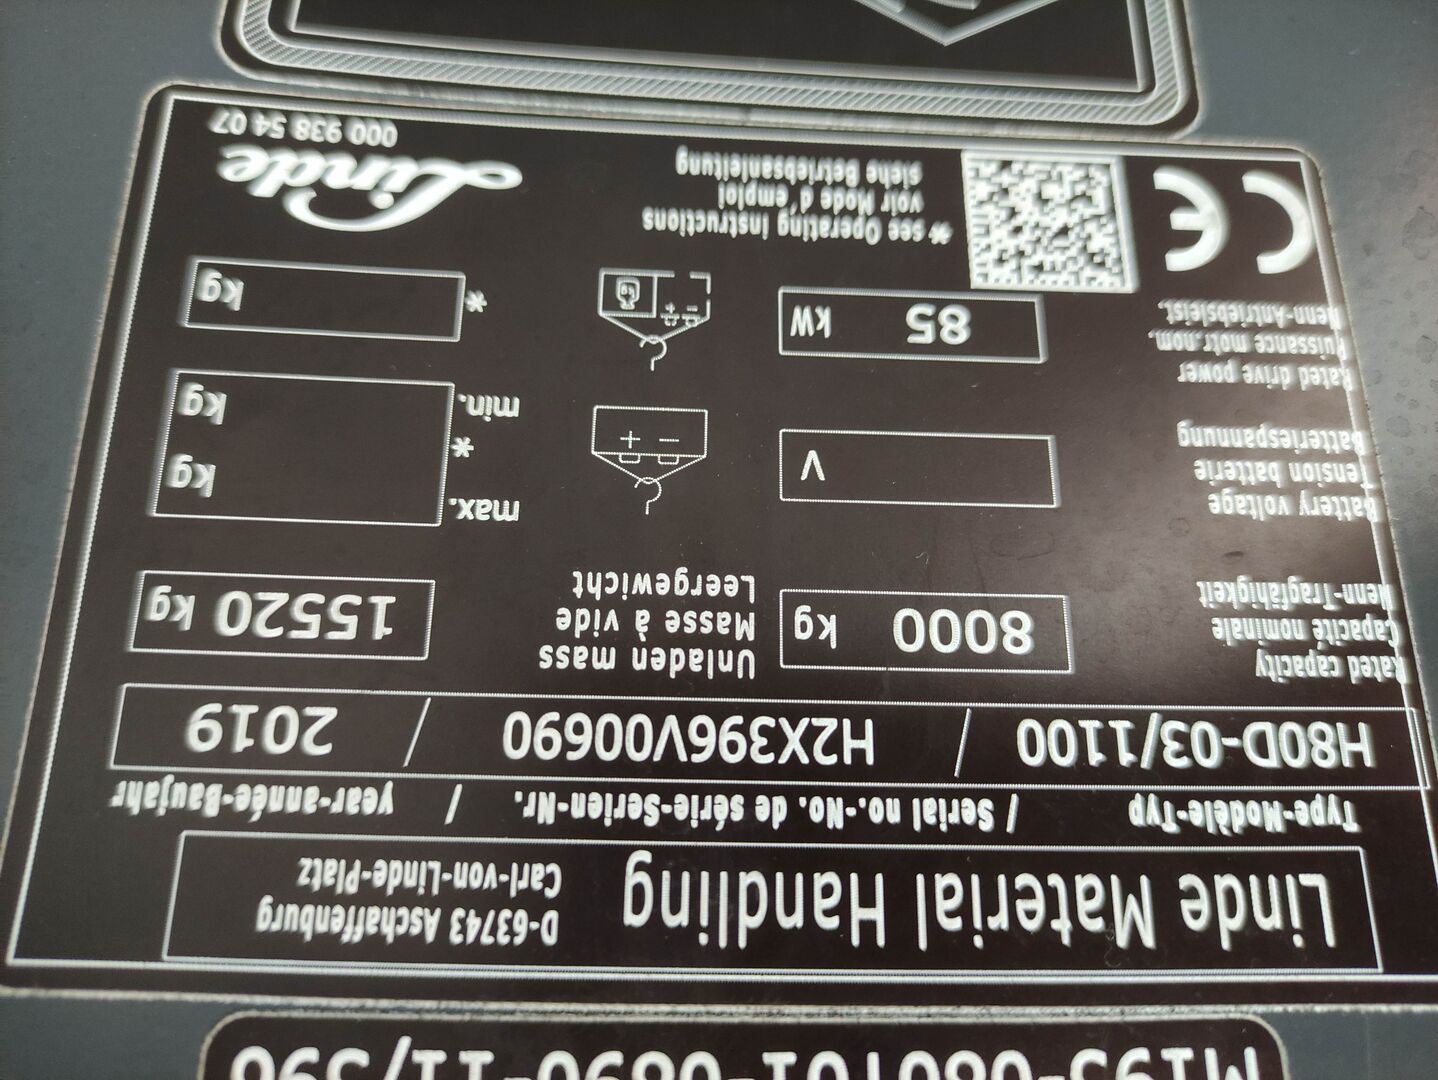 Linde Material Handling
Carl-von-Linde-Platz
D-63743 Aschaffenburg
Type-Modèle-Typ / Serial no.-No. de série-Serien-Nr. / year-année-Baujahr
H80D-03/1100 / H2X396V00690 / 2019
Rated capacity
Capacité nominale
Nenn-Tragfähigkeit
8000 kg
Unladen mass
Masse à vide
Leergewicht
15520 kg
Battery voltage
Tension batterie
Batteriespannung
V
max. kg
*
min. kg
Rated drive power
Puissance motr.nom.
Nenn-Antriebsleist.
85 kW
* kg
* see Operating instructions
voir Mode d'emploi
siehe Betriebsanleitung
CE
Linde
000 938 54 07